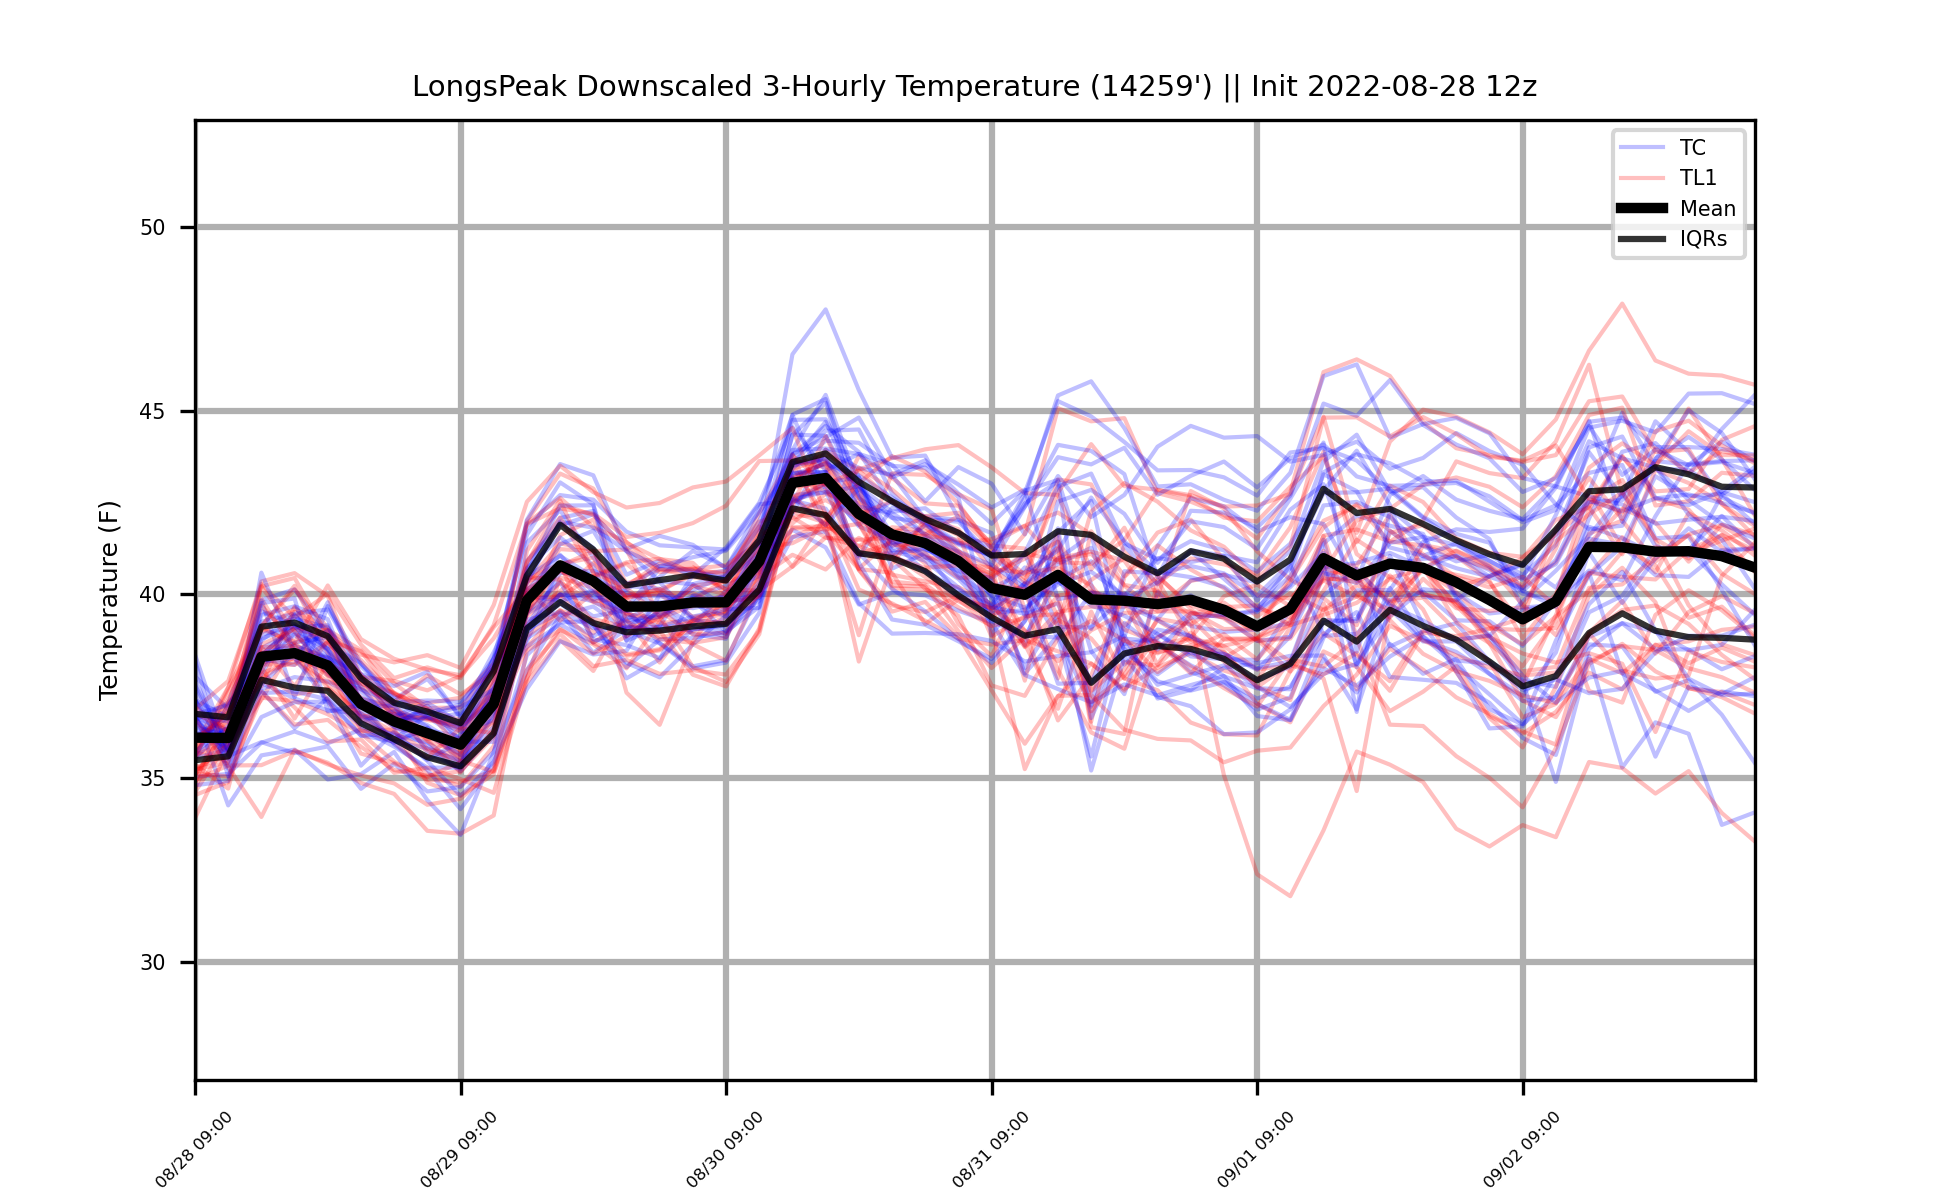 LongsPeak Downscaled 3-Hourly Temperature (14259') || Init 2022-08-28 12z
TC
TL1
Mean
IQRs
Temperature (F)
50
45
40
35
30
08/28 09:00
08/29 09:00
08/30 09:00
08/31 09:00
09/01 09:00
09/02 09:00